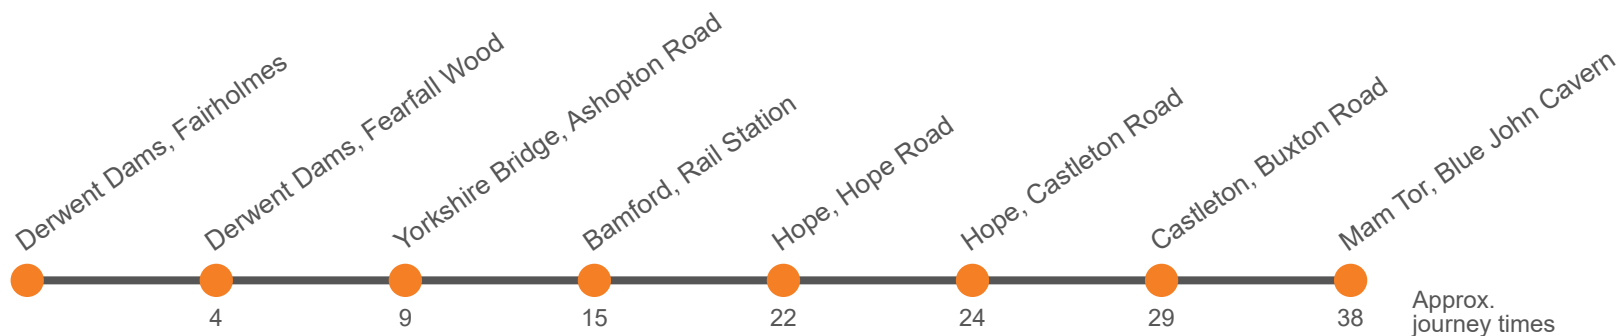 Derwent Dams, Fairholmes
Derwent Dams, Fearfall Wood
Yorkshire Bridge, Ashopton Road
Bamford, Rail Station
Hope, Hope Road
Hope, Castleton Road
Castleton, Buxton Road
Mam Tor, Blue John Cavern
4
9
15
22
24
29
38
Approx.
journey times